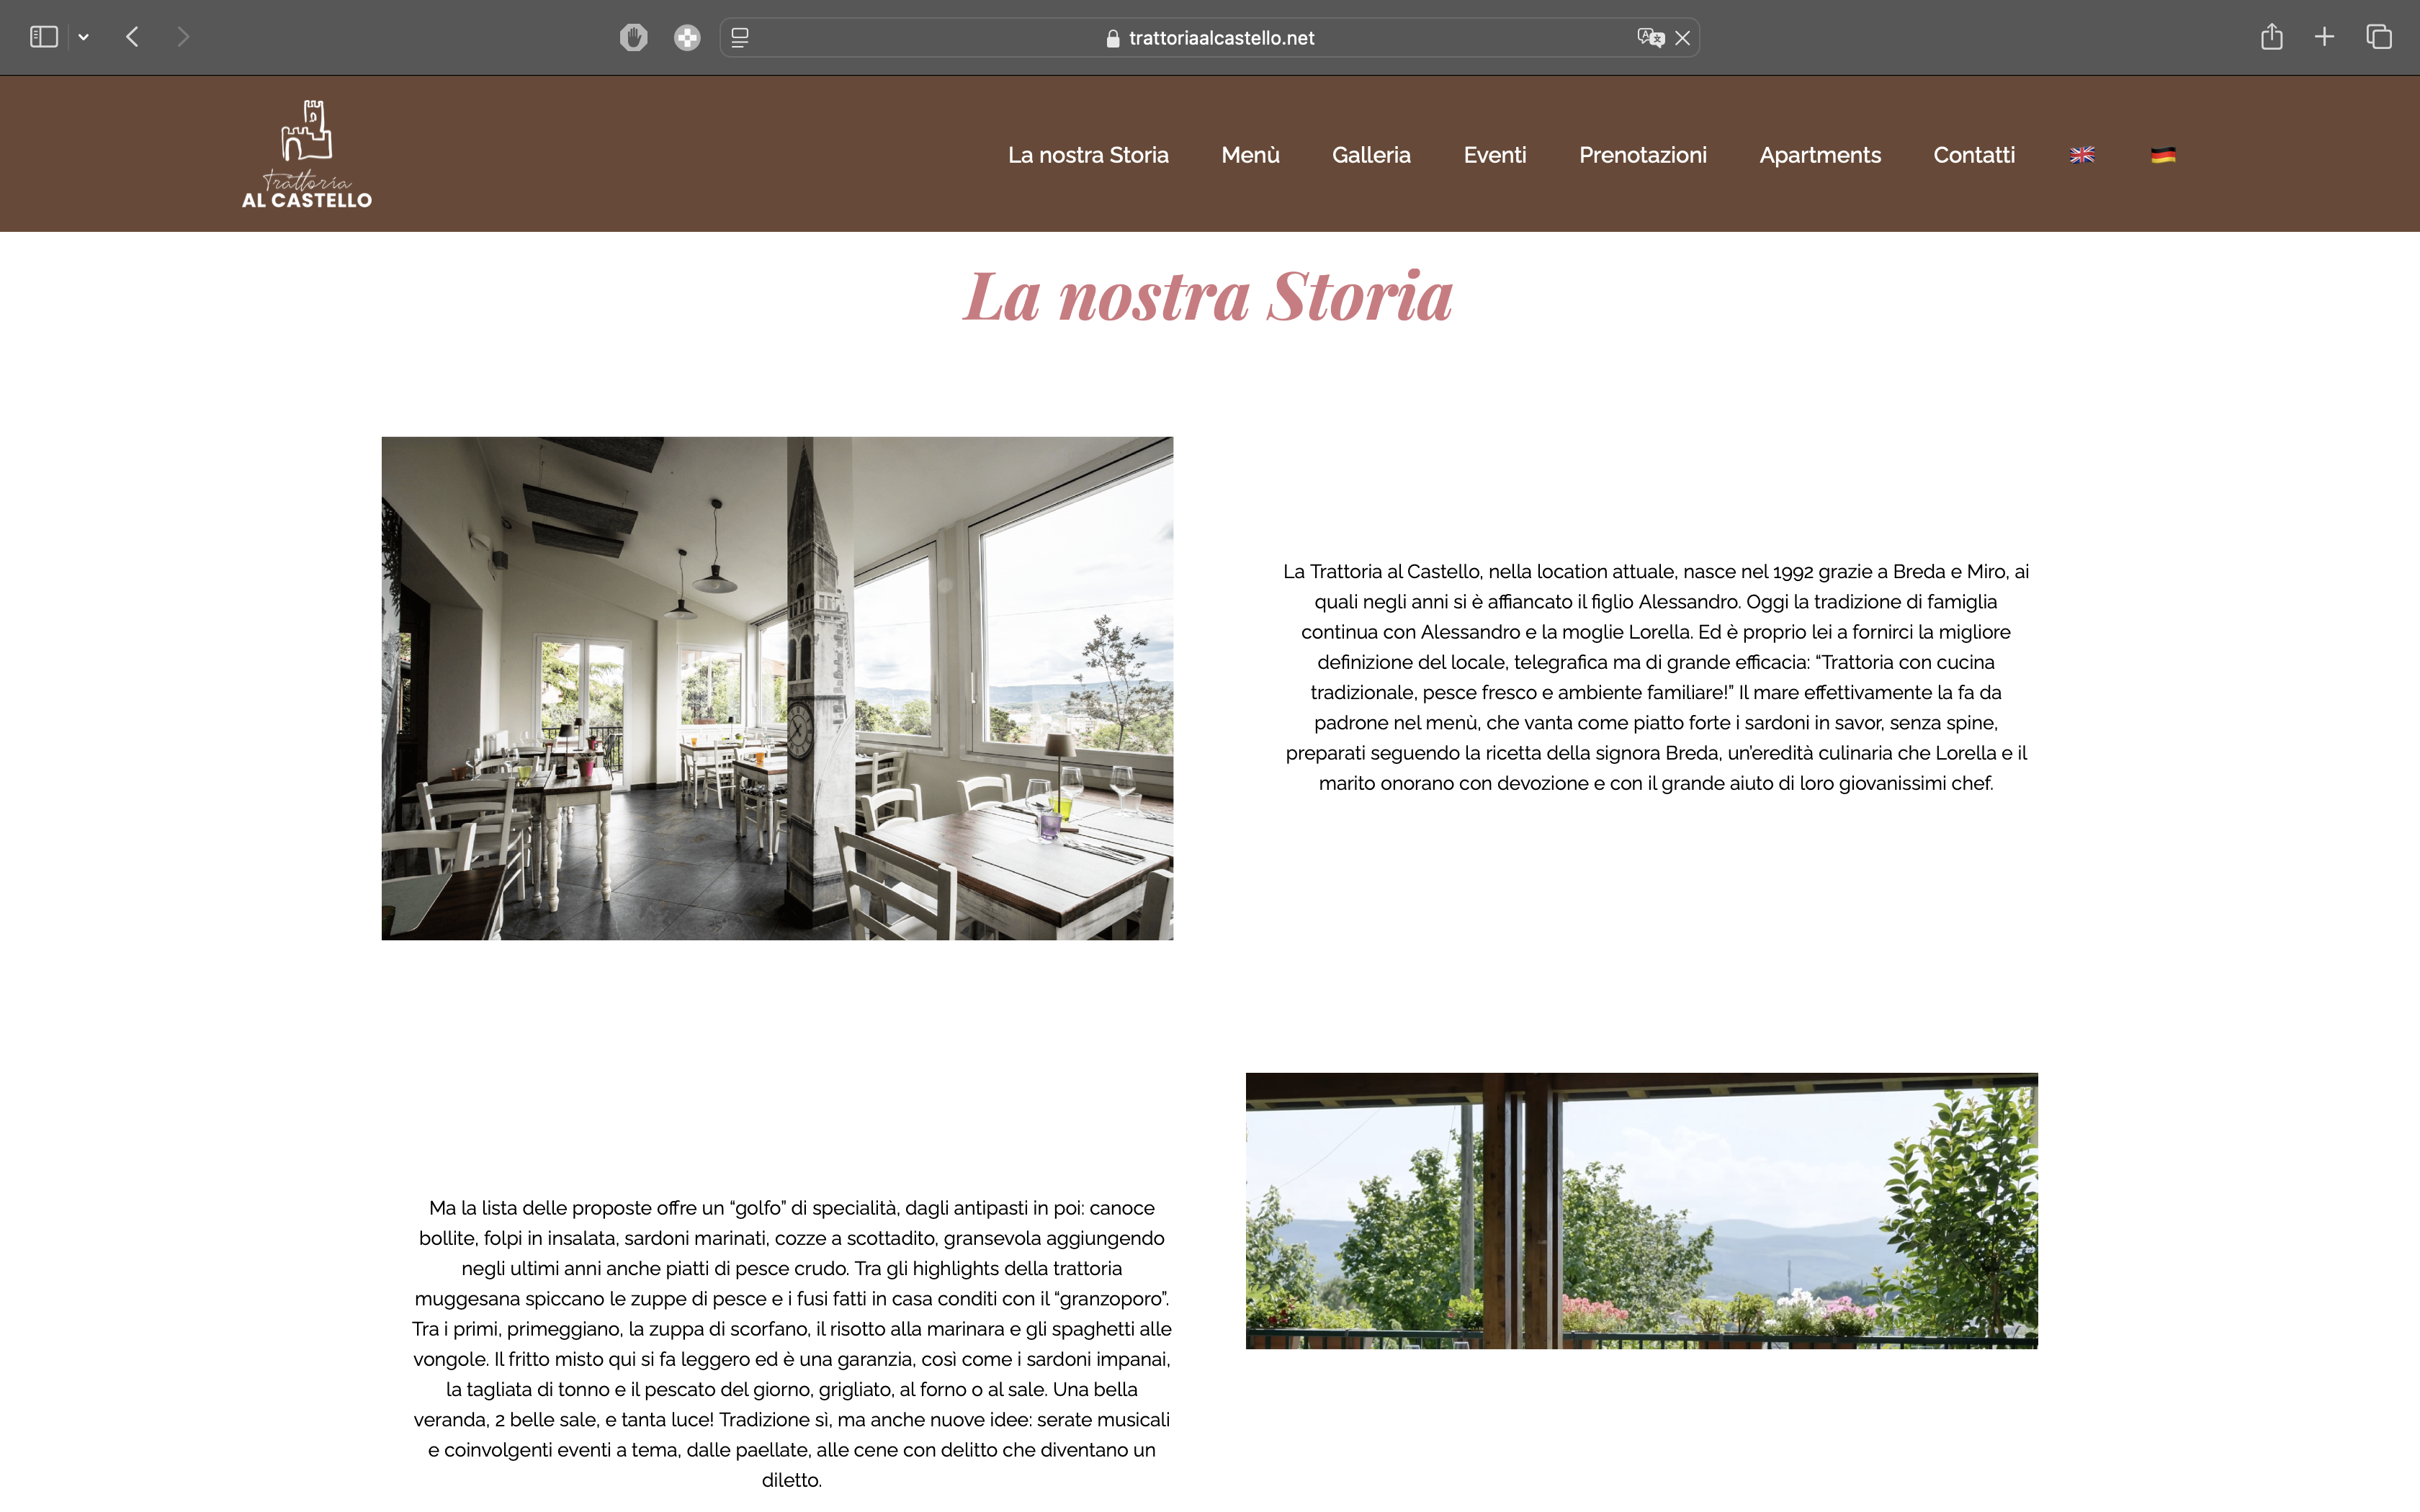 trattoriaalcastello.net
Trattoria
AL CASTELLO
La nostra Storia
Menù
Galleria
Eventi
Prenotazioni
Apartments
Contatti
La nostra Storia
La Trattoria al Castello, nella location attuale, nasce nel 1992 grazie a Breda e Miro, ai
quali negli anni si è affiancato il figlio Alessandro. Oggi la tradizione di famiglia
continua con Alessandro e la moglie Lorella. Ed è proprio lei a fornirci la migliore
definizione del locale, telegrafica ma di grande efficacia: “Trattoria con cucina
tradizionale, pesce fresco e ambiente familiare!” Il mare effettivamente la fa da
padrone nel menù, che vanta come piatto forte i sardoni in savor, senza spine,
preparati seguendo la ricetta della signora Breda, un’eredità culinaria che Lorella e il
marito onorano con devozione e con il grande aiuto di loro giovanissimi chef.
Ma la lista delle proposte offre un “golfo” di specialità, dagli antipasti in poi: canoce
bollite, folpi in insalata, sardoni marinati, cozze a scottadito, gransevola aggiungendo
negli ultimi anni anche piatti di pesce crudo. Tra gli highlights della trattoria
muggesana spiccano le zuppe di pesce e i fusi fatti in casa conditi con il “granzoporo”.
Tra i primi, primeggiano, la zuppa di scorfano, il risotto alla marinara e gli spaghetti alle
vongole. Il fritto misto qui si fa leggero ed è una garanzia, così come i sardoni impanai,
la tagliata di tonno e il pescato del giorno, grigliato, al forno o al sale. Una bella
veranda, 2 belle sale, e tanta luce! Tradizione sì, ma anche nuove idee: serate musicali
e coinvolgenti eventi a tema, dalle paellate, alle cene con delitto che diventano un
diletto.